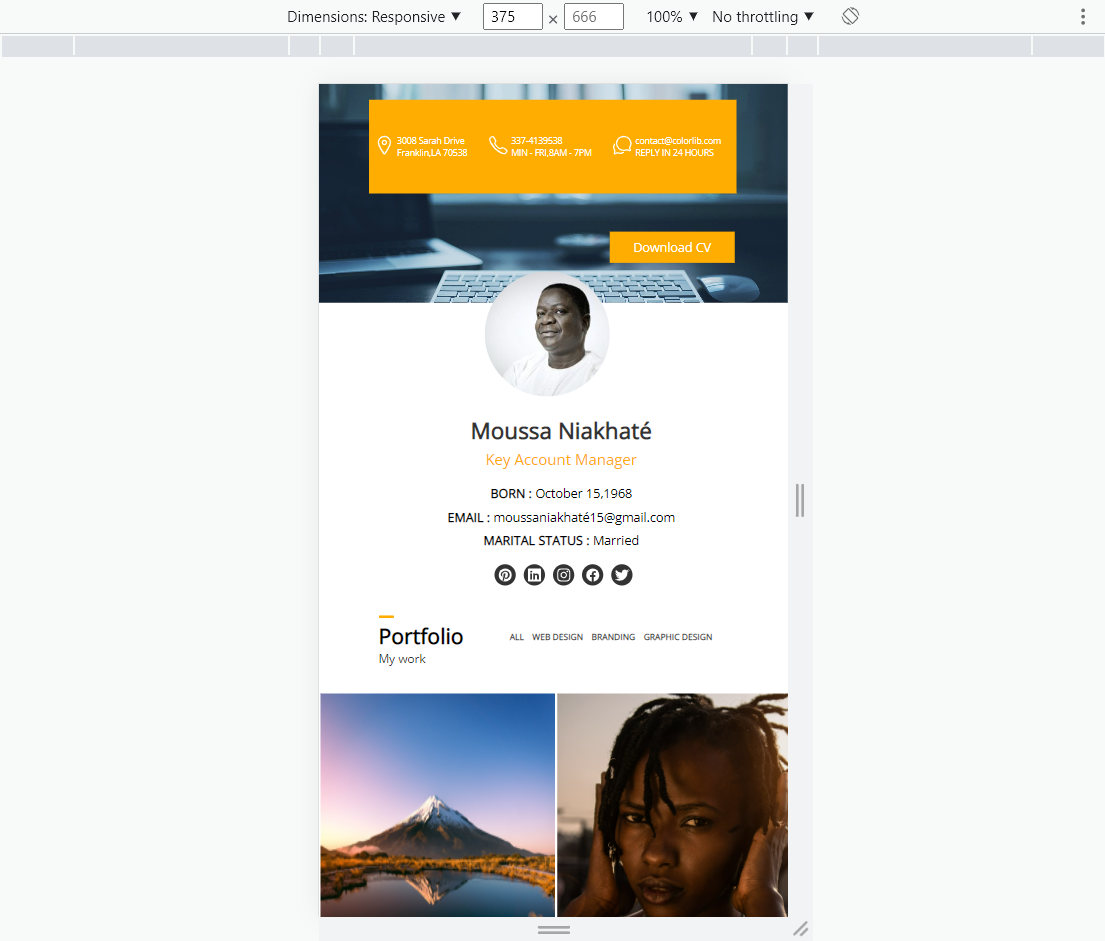 Dimensions: Responsive ▼ 375 × 666 100% ▼ No throttling ▼
3008 Sarah Drive
Franklin,LA 70538
337-4139538
MIN - FRI,8AM - 7PM
contact@colorlib.com
REPLY IN 24 HOURS
Download CV
Moussa Niakhaté
Key Account Manager
BORN : October 15,1968
EMAIL : moussaniakhaté15@gmail.com
MARITAL STATUS : Married
Portfolio
My work
ALL WEB DESIGN BRANDING GRAPHIC DESIGN